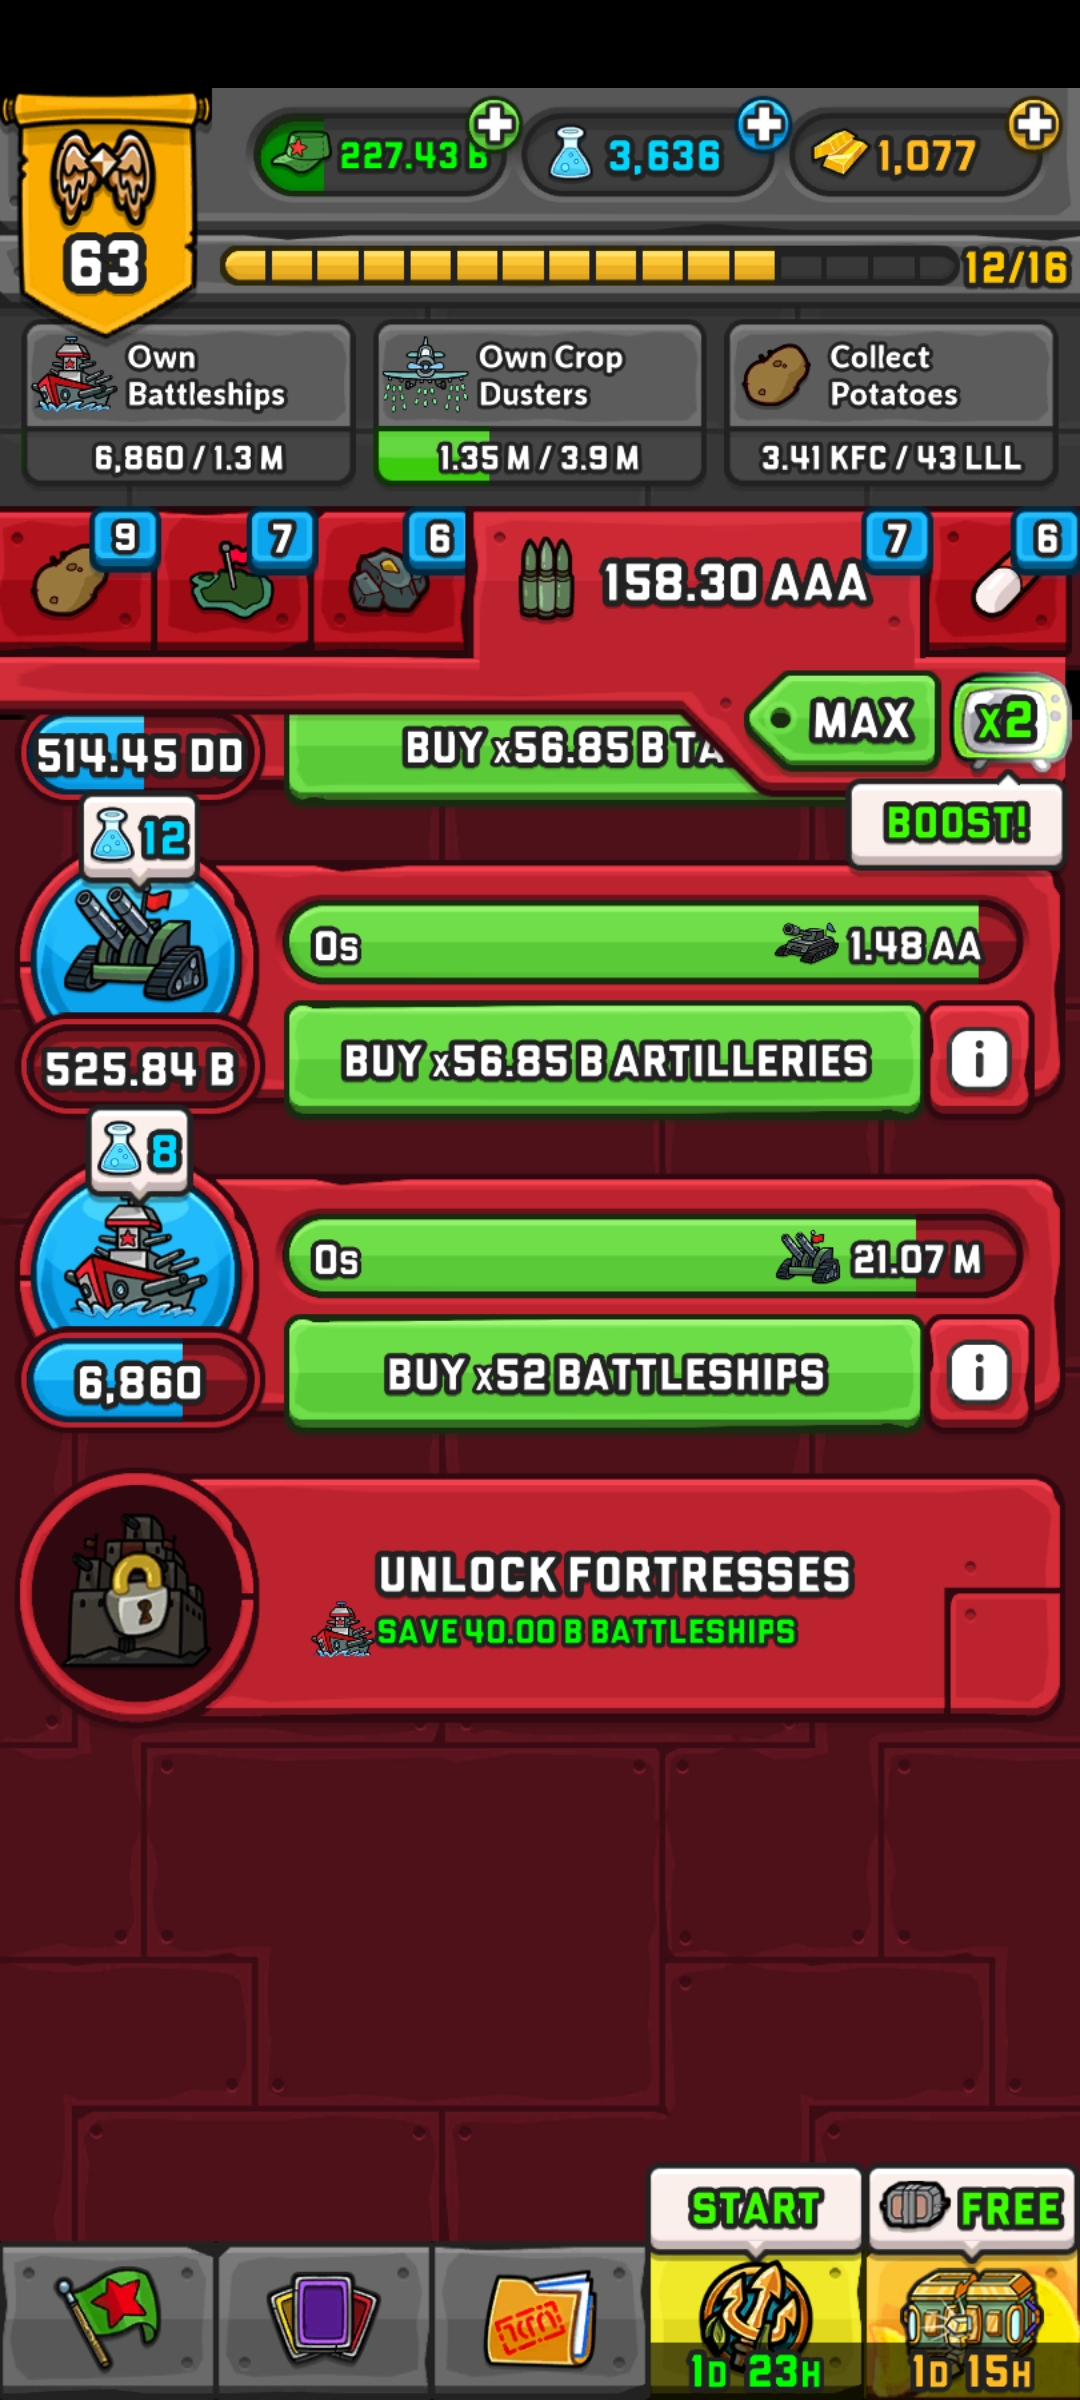 227.43 B
3,636
1,077
63
12/16
Own
Battleships
6,860 / 1.3 M
Own Crop
Dusters
1.35 M / 3.9 M
Collect
Potatoes
3.41 KFC / 43 LLL
9
7
6
158.30 AAA
7
6
MAX
x2
514.45 DD
BUY x56.85 B TA
BOOST!
12
0s
1.48 AA
525.84 B
BUY x56.85 B ARTILLERIES
i
8
0s
21.07 M
6,860
BUY x52 BATTLESHIPS
i
UNLOCK FORTRESSES
SAVE 40.00 B BATTLESHIPS
START
FREE
1D 23H
1D 15H